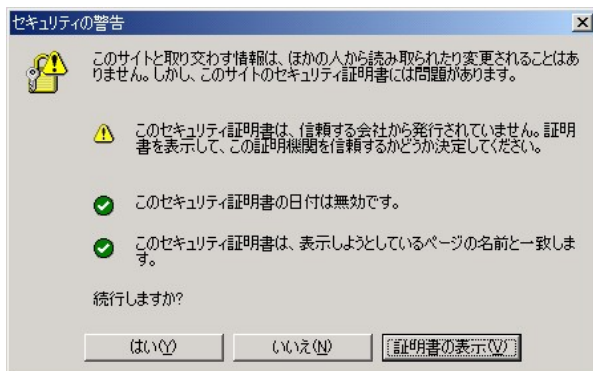 セキュリティの警告
このサイトと取り交わす情報は、ほかの人から読み取られたり変更されることはあ
りません。しかし、このサイトのセキュリティ証明書には問題があります。
このセキュリティ証明書は、信頼する会社から発行されていません。証明
書を表示して、この証明機関を信頼するかどうか決定してください。
このセキュリティ証明書の日付は無効です。
このセキュリティ証明書は、表示しようとしているページの名前と一致しま
す。
続行しますか?
はい(Y) いいえ(N) 証明書の表示(V)